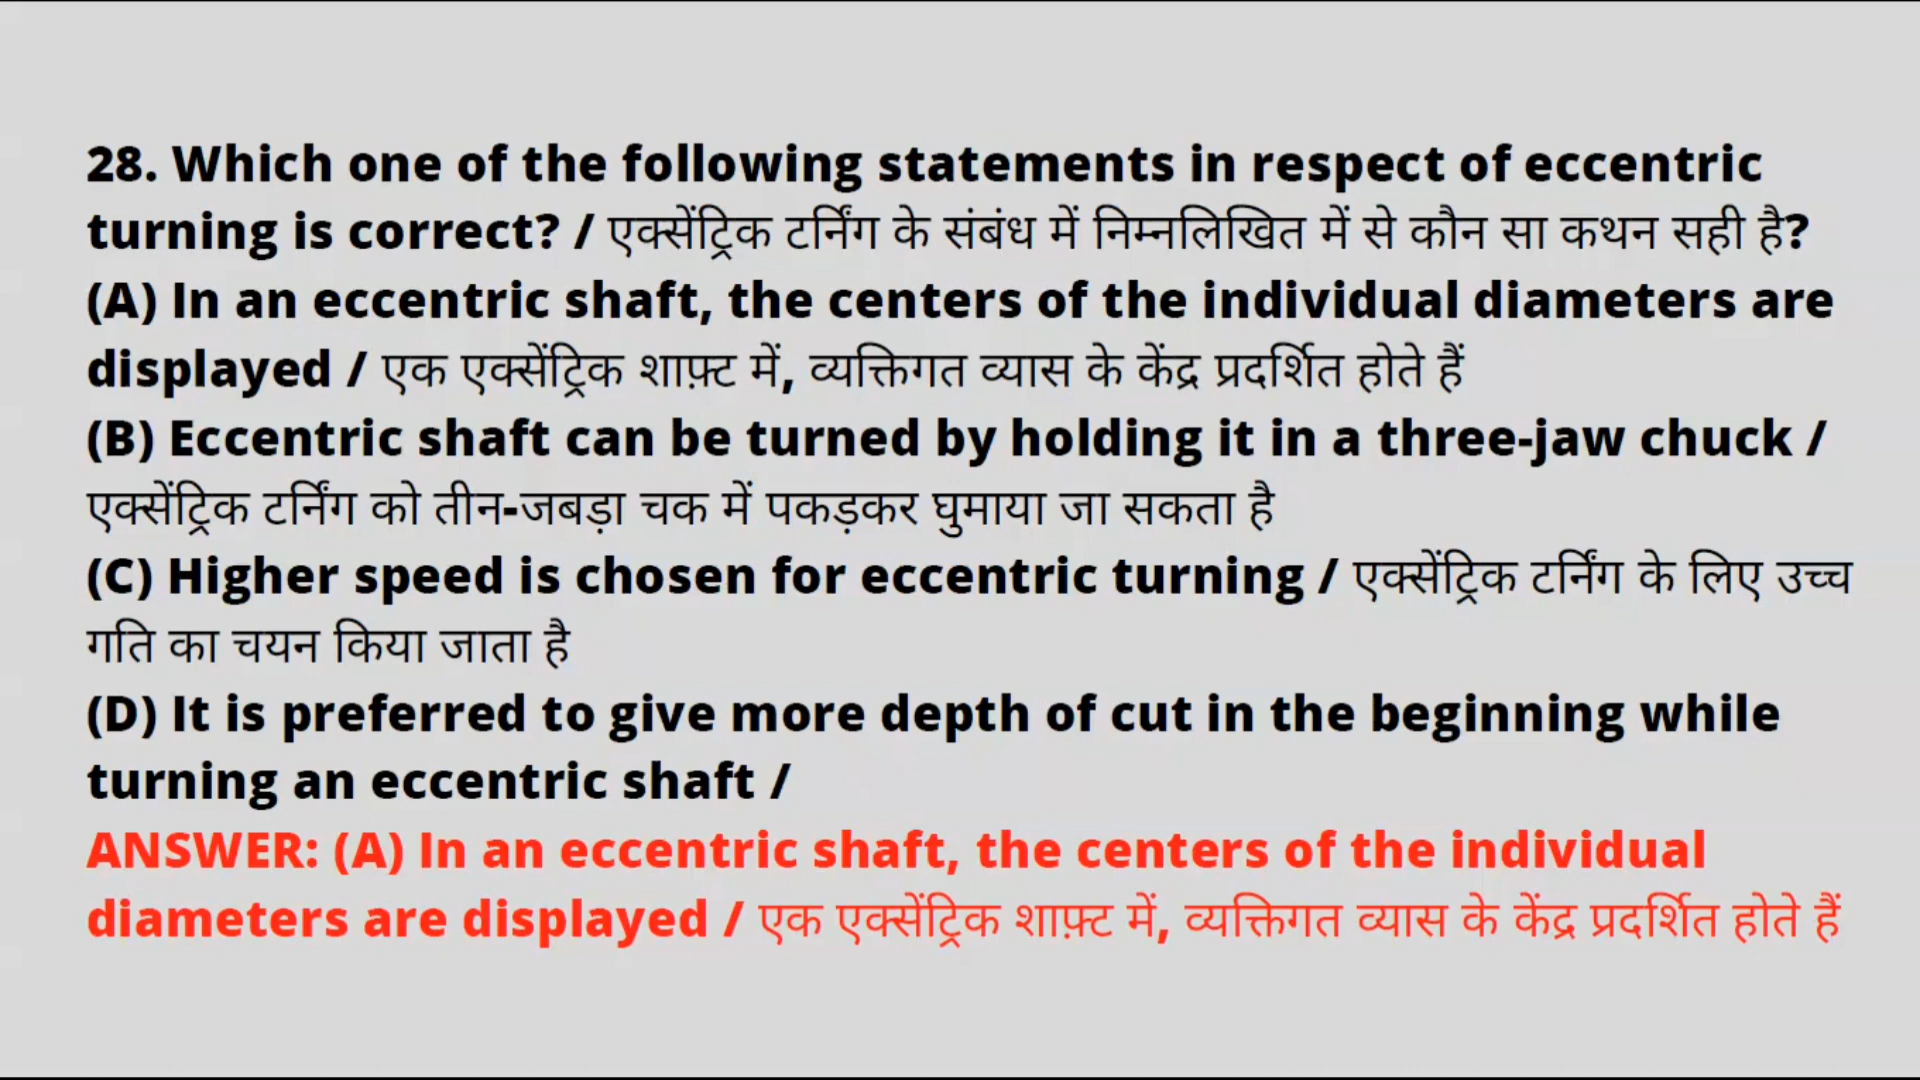 28. Which one of the following statements in respect of eccentric
turning is correct? / एक्सेंट्रिक टर्निंग के संबंध में निम्नलिखित में से कौन सा कथन सही है?
(A) In an eccentric shaft, the centers of the individual diameters are
displayed / एक एक्सेंट्रिक शाफ़्ट में, व्यक्तिगत व्यास के केंद्र प्रदर्शित होते हैं
(B) Eccentric shaft can be turned by holding it in a three-jaw chuck /
एक्सेंट्रिक टर्निंग को तीन-जबड़ा चक में पकड़कर घुमाया जा सकता है
(C) Higher speed is chosen for eccentric turning / एक्सेंट्रिक टर्निंग के लिए उच्च
गति का चयन किया जाता है
(D) It is preferred to give more depth of cut in the beginning while
turning an eccentric shaft /
ANSWER: (A) In an eccentric shaft, the centers of the individual
diameters are displayed / एक एक्सेंट्रिक शाफ़्ट में, व्यक्तिगत व्यास के केंद्र प्रदर्शित होते हैं